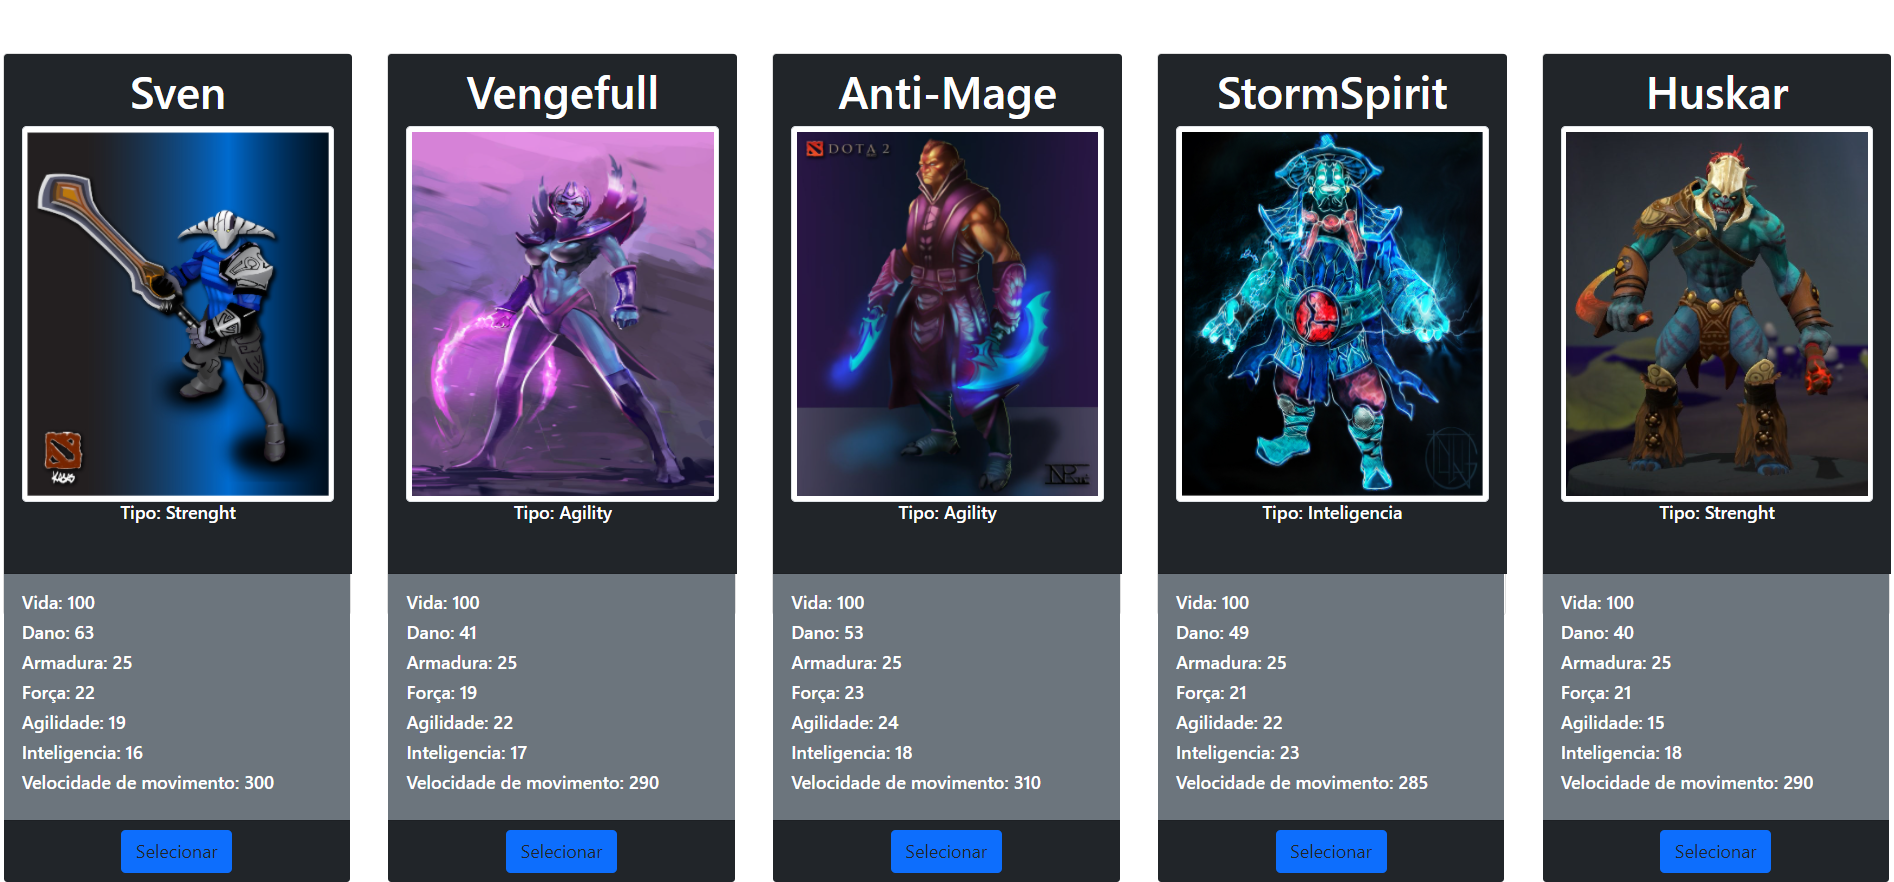 Sven
Tipo: Strenght
Vida: 100
Dano: 63
Armadura: 25
Força: 22
Agilidade: 19
Inteligencia: 16
Velocidade de movimento: 300
Selecionar
Vengefull
Tipo: Agility
Vida: 100
Dano: 41
Armadura: 25
Força: 19
Agilidade: 22
Inteligencia: 17
Velocidade de movimento: 290
Selecionar
Anti-Mage
DOTA 2
Tipo: Agility
Vida: 100
Dano: 53
Armadura: 25
Força: 23
Agilidade: 24
Inteligencia: 18
Velocidade de movimento: 310
Selecionar
StormSpirit
Tipo: Inteligencia
Vida: 100
Dano: 49
Armadura: 25
Força: 21
Agilidade: 22
Inteligencia: 23
Velocidade de movimento: 285
Selecionar
Huskar
Tipo: Strenght
Vida: 100
Dano: 40
Armadura: 25
Força: 21
Agilidade: 15
Inteligencia: 18
Velocidade de movimento: 290
Selecionar